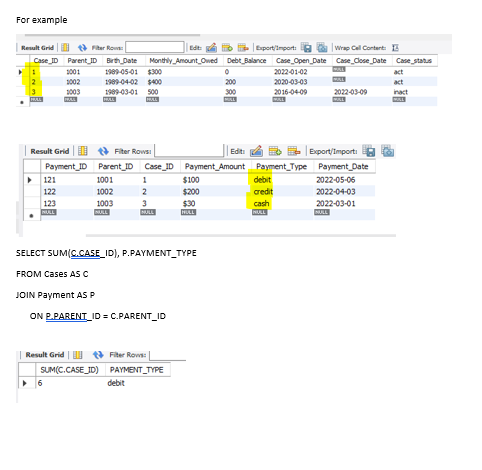 For example
Result Grid Filter Rows: Edit: Export/Import: Wrap Cell Content:
Case_ID Parent_ID Birth_Date Monthly_Amount_Owed Debt_Balance Case_Open_Date Case_Close_Date Case_status
1 1001 1989-05-01 $300 0 2022-01-02 NULL act
2 1002 1989-04-02 $400 200 2020-03-03 NULL act
3 1003 1989-03-01 500 300 2016-04-09 2022-03-09 inact
NULL NULL NULL NULL NULL NULL NULL NULL
Result Grid Filter Rows: Edit: Export/Import:
Payment_ID Parent_ID Case_ID Payment_Amount Payment_Type Payment_Date
121 1001 1 $100 debit 2022-05-06
122 1002 2 $200 credit 2022-04-03
123 1003 3 $30 cash 2022-03-01
NULL NULL NULL NULL NULL NULL
SELECT SUM(C.CASE_ID), P.PAYMENT_TYPE
FROM Cases AS C
JOIN Payment AS P
ON P.PARENT_ID = C.PARENT_ID
Result Grid Filter Rows:
SUM(C.CASE_ID) PAYMENT_TYPE
6 debit